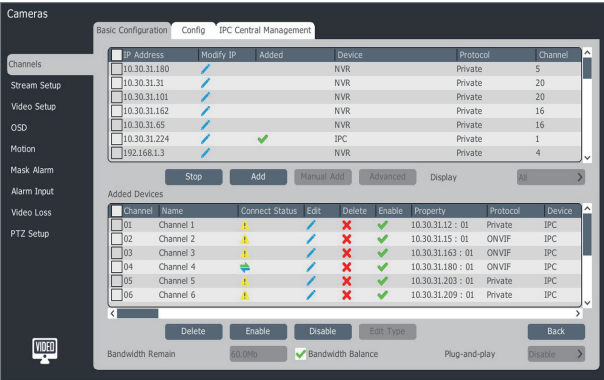 Cameras
Basic Configuration Config IPC Central Management
Channels
Stream Setup
Video Setup
OSD
Motion
Mask Alarm
Alarm Input
Video Loss
PTZ Setup
VIDEO
IP Address Modify IP Added Device Protocol Channel
10.30.31.180 NVR Private 5
10.30.31.31 NVR Private 20
10.30.31.101 NVR Private 20
10.30.31.162 NVR Private 16
10.30.31.65 NVR Private 16
10.30.31.224 IPC Private 1
192.168.1.3 NVR Private 4
Stop Add Manual Add Advanced Display All
Added Devices
Channel Name Connect Status Edit Delete Enable Property Protocol Device
01 Channel 1 10.30.31.12 : 01 Private IPC
02 Channel 2 10.30.31.15 : 01 ONVIF IPC
03 Channel 3 10.30.31.163 : 01 ONVIF IPC
04 Channel 4 10.30.31.180 : 01 ONVIF IPC
05 Channel 5 10.30.31.203 : 01 Private IPC
06 Channel 6 10.30.31.209 : 01 Private IPC
Delete Enable Disable Edit Type Back
Bandwidth Remain 60.0Mb Bandwidth Balance Plug-and-play Disable